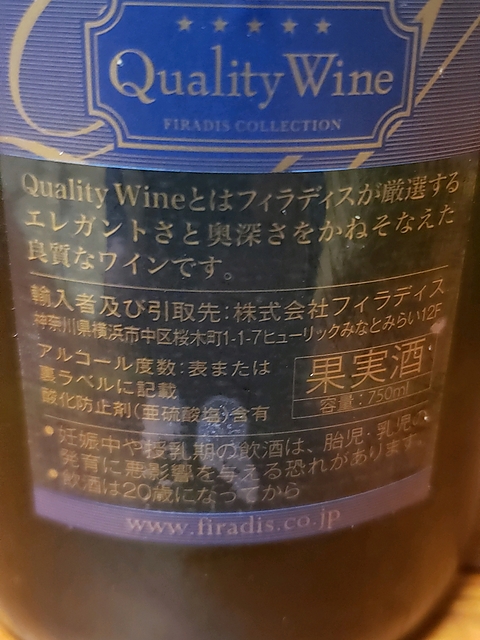 ★★★★★
Quality Wine
FIRADIS COLLECTION
Quality Wineとはフィラディスが厳選する
エレガントさと奥深さをかねそなえた
良質なワインです。
輸入者及び引取先:株式会社フィラディス
神奈川県横浜市中区桜木町1-1-7ヒューリックみなとみらい12F
アルコール度数:表または
裏ラベルに記載
酸化防止剤(亜硫酸塩)含有
果実酒
容量:750ml
●妊娠中や授乳期の飲酒は、胎児・乳児の
発育に悪影響を与える恐れがあります。
●飲酒は20歳になってから
www.firadis.co.jp